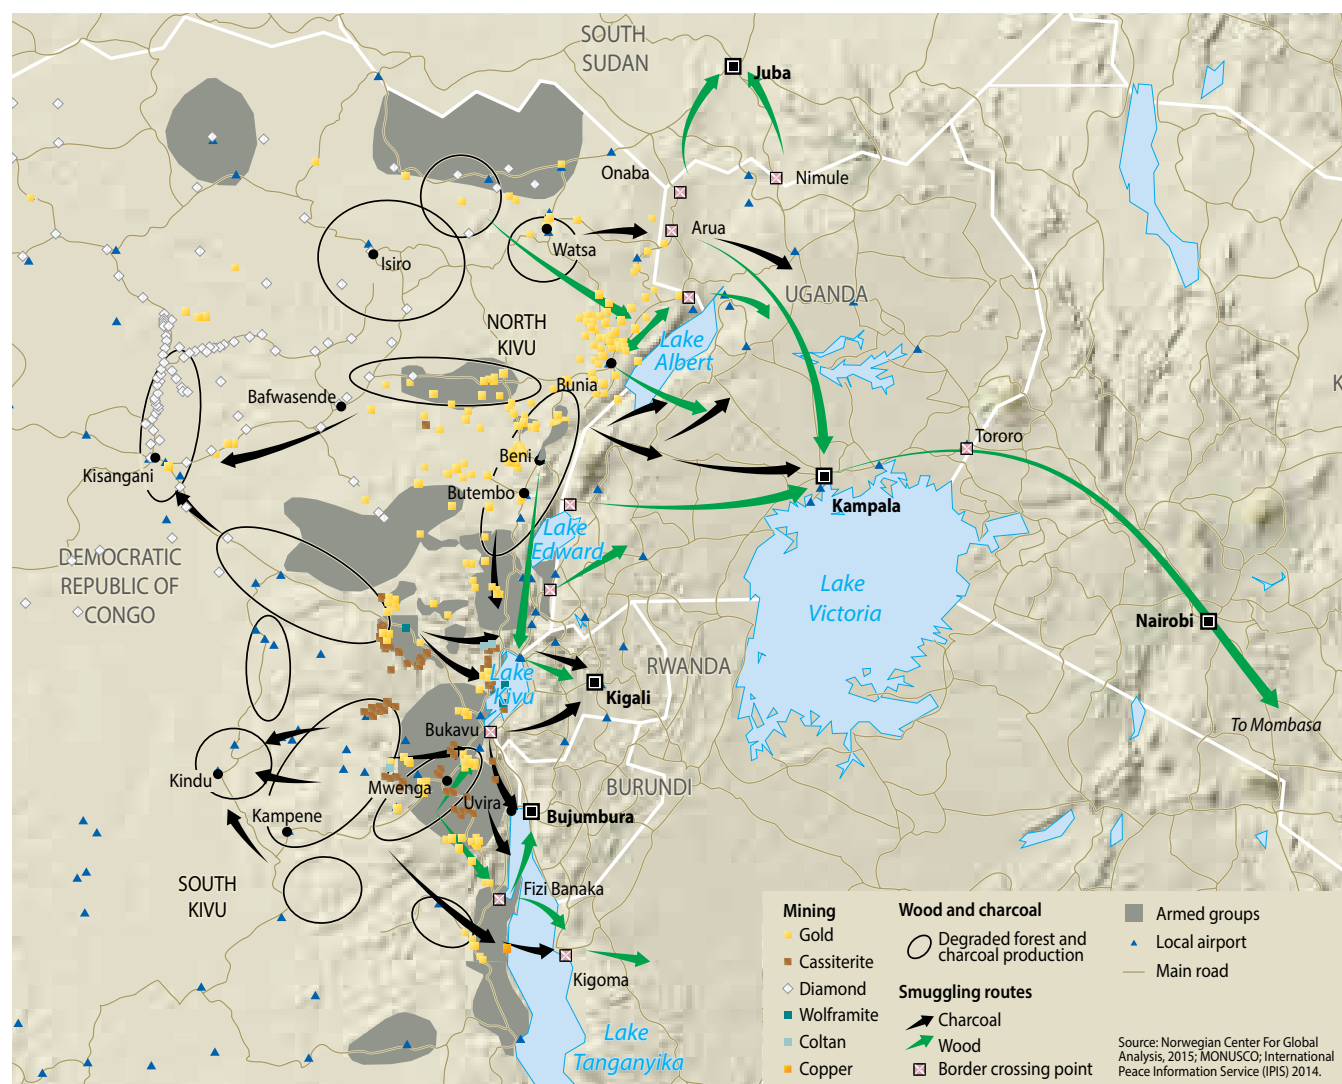 SOUTH
SUDAN
Juba
Onaba
Nimule
Arua
Watsa
Isiro
UGANDA
NORTH
KIVU
Lake
Albert
Bunia
Bafwasende
K
Tororo
Beni
Kisangani
Butembo
Kampala
Lake
Edward
DEMOCRATIC
REPUBLIC OF
CONGO
Lake
Victoria
Nairobi
RWANDA
Lake
Kivu
Kigali
To Mombasa
Bukavu
Kindu
Mwenga
BURUNDI
Uvira
Kampene
Bujumbura
SOUTH
KIVU
Fizi Banaka
Kigoma
Lake
Tanganyika
Mining
Gold
Cassiterite
Diamond
Wolframite
Coltan
Copper
Wood and charcoal
Degraded forest and
charcoal production
Smuggling routes
Charcoal
Wood
Border crossing point
Armed groups
Local airport
Main road
Source: Norwegian Center For Global
Analysis, 2015; MONUSCO; International
Peace Information Service (IPIS) 2014.